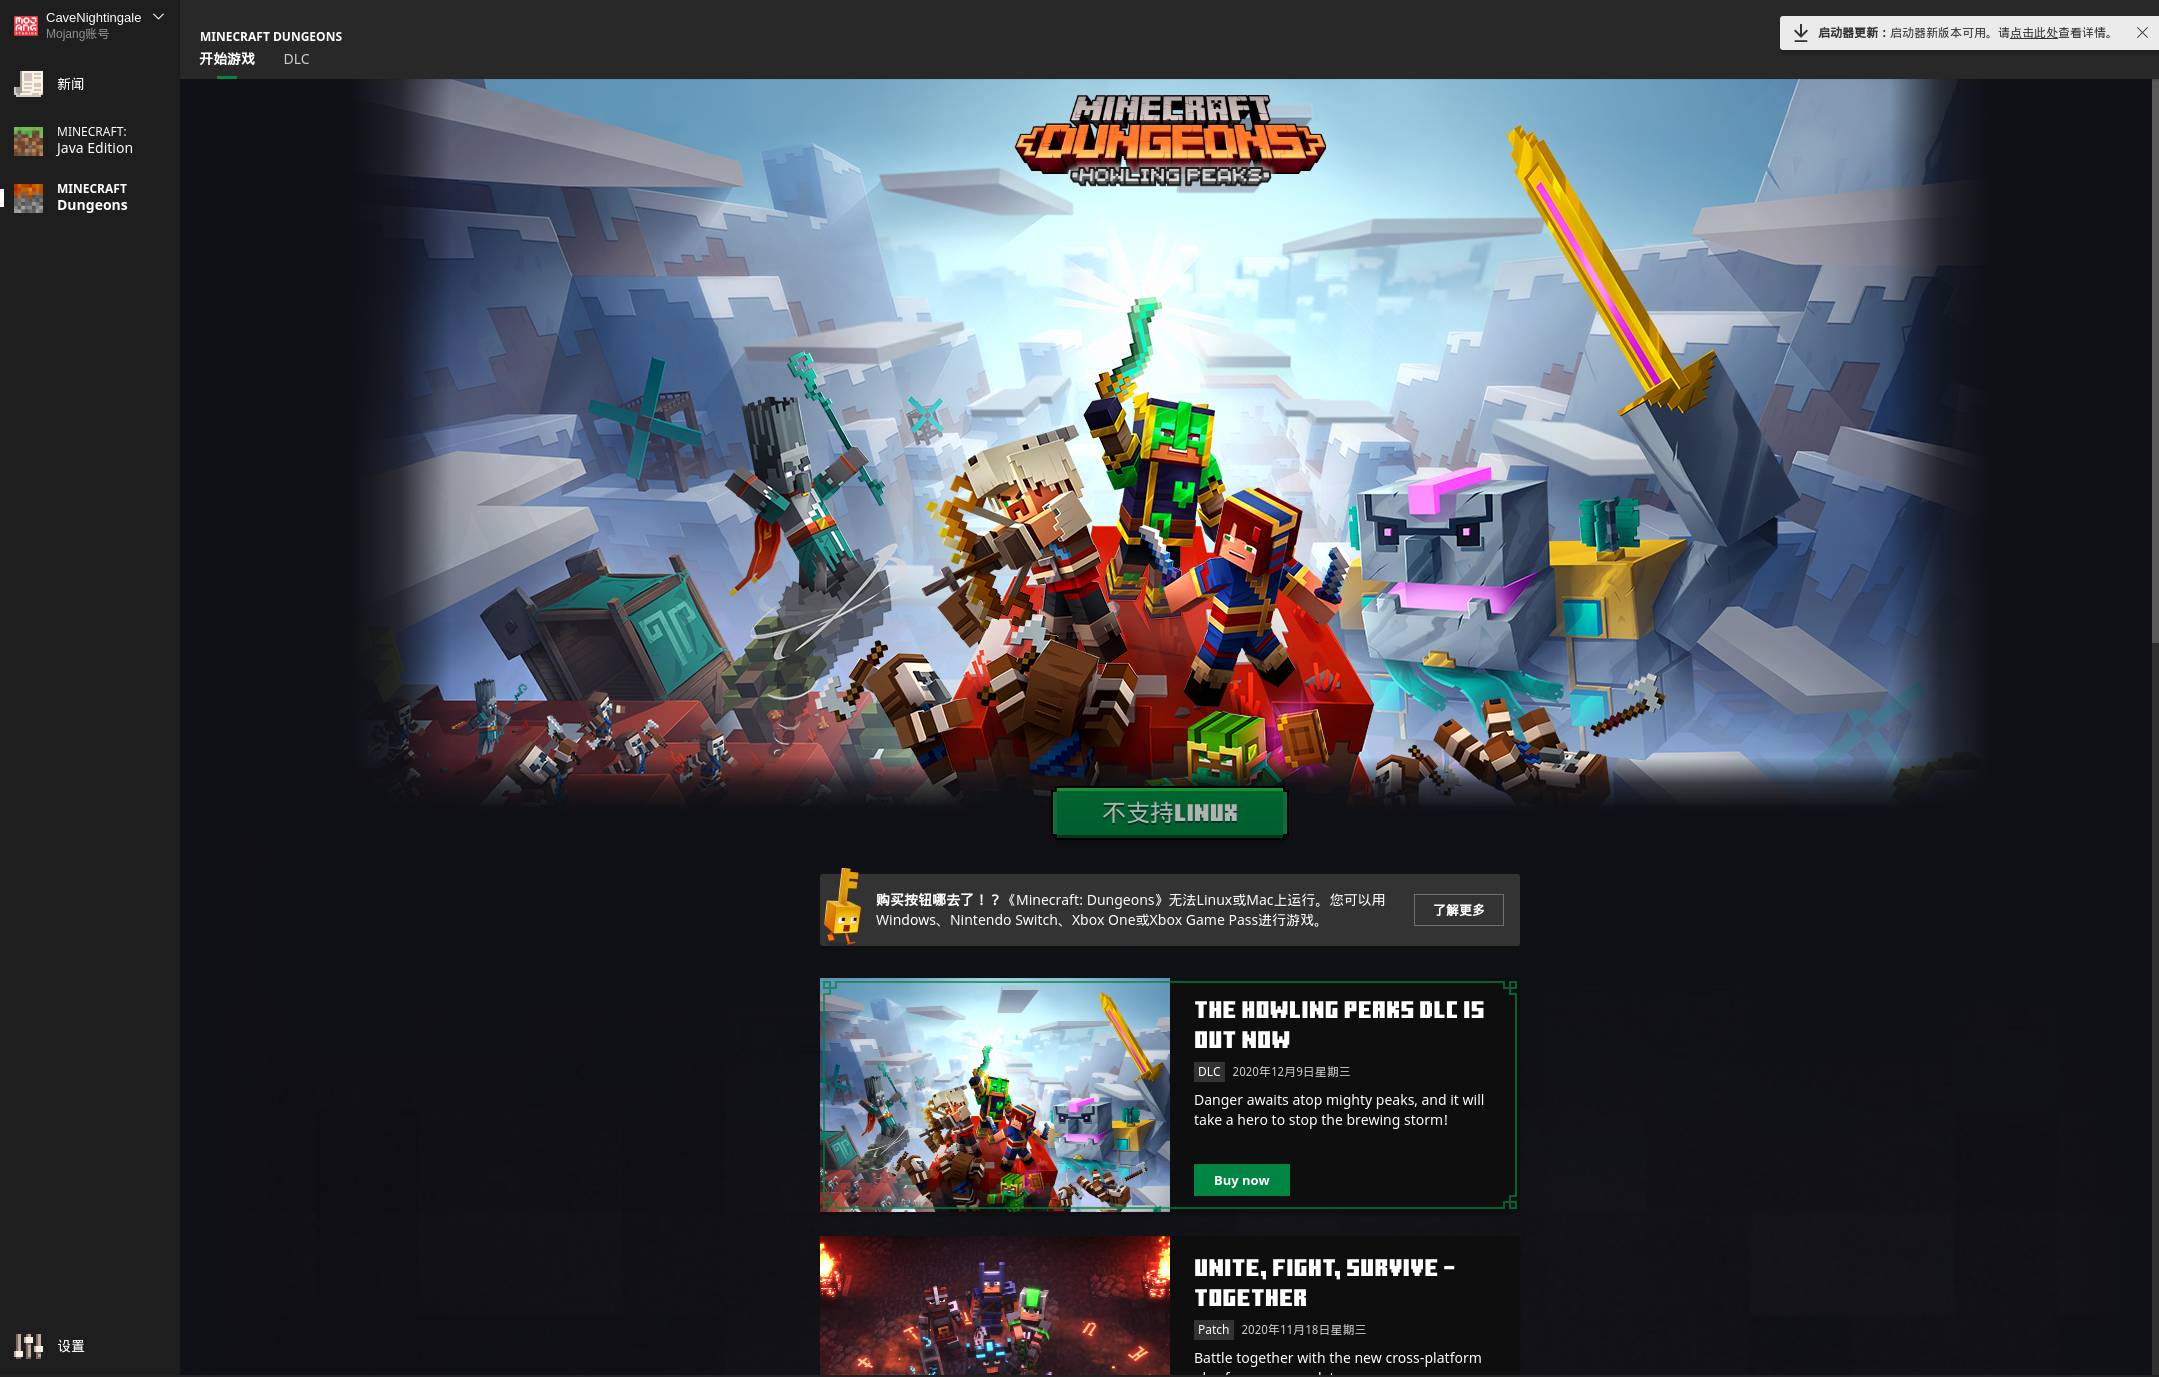 CaveNightingale
Mojang账号
新闻
MINECRAFT:
Java Edition
MINECRAFT
Dungeons
设置
MINECRAFT DUNGEONS
开始游戏 DLC
启动器更新：启动器新版本可用。请点击此处查看详情。
MINECRAFT
DUNGEONS
HOWLING PEAKS
不支持LINUX
购买按钮哪去了！？《Minecraft: Dungeons》无法Linux或Mac上运行。您可以用
Windows、Nintendo Switch、Xbox One或Xbox Game Pass进行游戏。
了解更多
THE HOWLING PEAKS DLC IS
OUT NOW
DLC 2020年12月9日星期三
Danger awaits atop mighty peaks, and it will
take a hero to stop the brewing storm!
Buy now
UNITE, FIGHT, SURVIVE –
TOGETHER
Patch 2020年11月18日星期三
Battle together with the new cross-platform